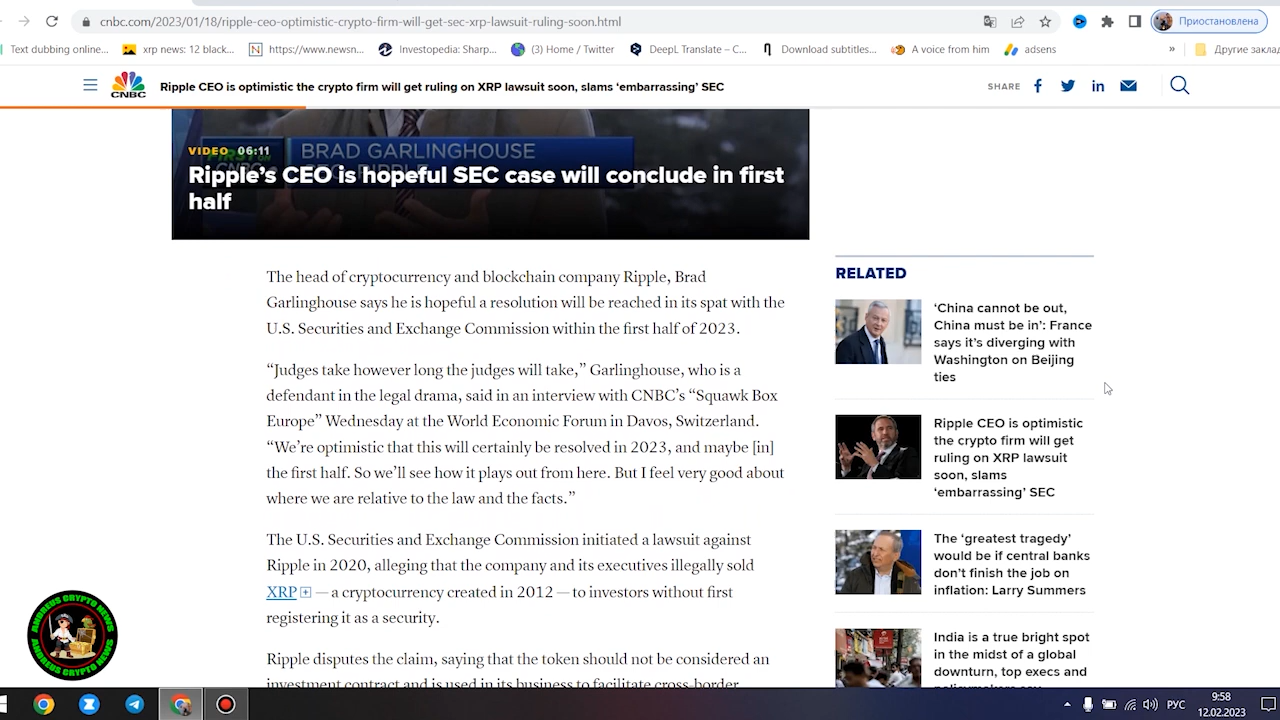 cnbc.com/2023/01/18/ripple-ceo-optimistic-crypto-firm-will-get-sec-xrp-lawsuit-ruling-soon.html
Приостановлена
Text dubbing online...
xrp news: 12 black...
https://www.newsn...
Investopedia: Sharp...
(3) Home / Twitter
DeepL Translate – C...
Download subtitles...
A voice from him
adsens
»
Другие заклад
CNBC
Ripple CEO is optimistic the crypto firm will get ruling on XRP lawsuit soon, slams ‘embarrassing’ SEC
SHARE
VIDEO 06:11
BRAD GARLINGHOUSE
Ripple’s CEO is hopeful SEC case will conclude in first
half
The head of cryptocurrency and blockchain company Ripple, Brad
Garlinghouse says he is hopeful a resolution will be reached in its spat with the
U.S. Securities and Exchange Commission within the first half of 2023.
“Judges take however long the judges will take,” Garlinghouse, who is a
defendant in the legal drama, said in an interview with CNBC’s “Squawk Box
Europe” Wednesday at the World Economic Forum in Davos, Switzerland.
“We’re optimistic that this will certainly be resolved in 2023, and maybe [in]
the first half. So we’ll see how it plays out from here. But I feel very good about
where we are relative to the law and the facts.”
The U.S. Securities and Exchange Commission initiated a lawsuit against
Ripple in 2020, alleging that the company and its executives illegally sold
XRP — a cryptocurrency created in 2012 — to investors without first
registering it as a security.
Ripple disputes the claim, saying that the token should not be considered an
investment contract and is used in its business to facilitate cross-border
RELATED
‘China cannot be out,
China must be in’: France
says it’s diverging with
Washington on Beijing
ties
Ripple CEO is optimistic
the crypto firm will get
ruling on XRP lawsuit
soon, slams
‘embarrassing’ SEC
The ‘greatest tragedy’
would be if central banks
don’t finish the job on
inflation: Larry Summers
India is a true bright spot
in the midst of a global
downturn, top execs and
policymakers say
ANDREUS CRYPTO NEWS
ANDREUS CRYPTO NEWS
РУС
9:58
12.02.2023